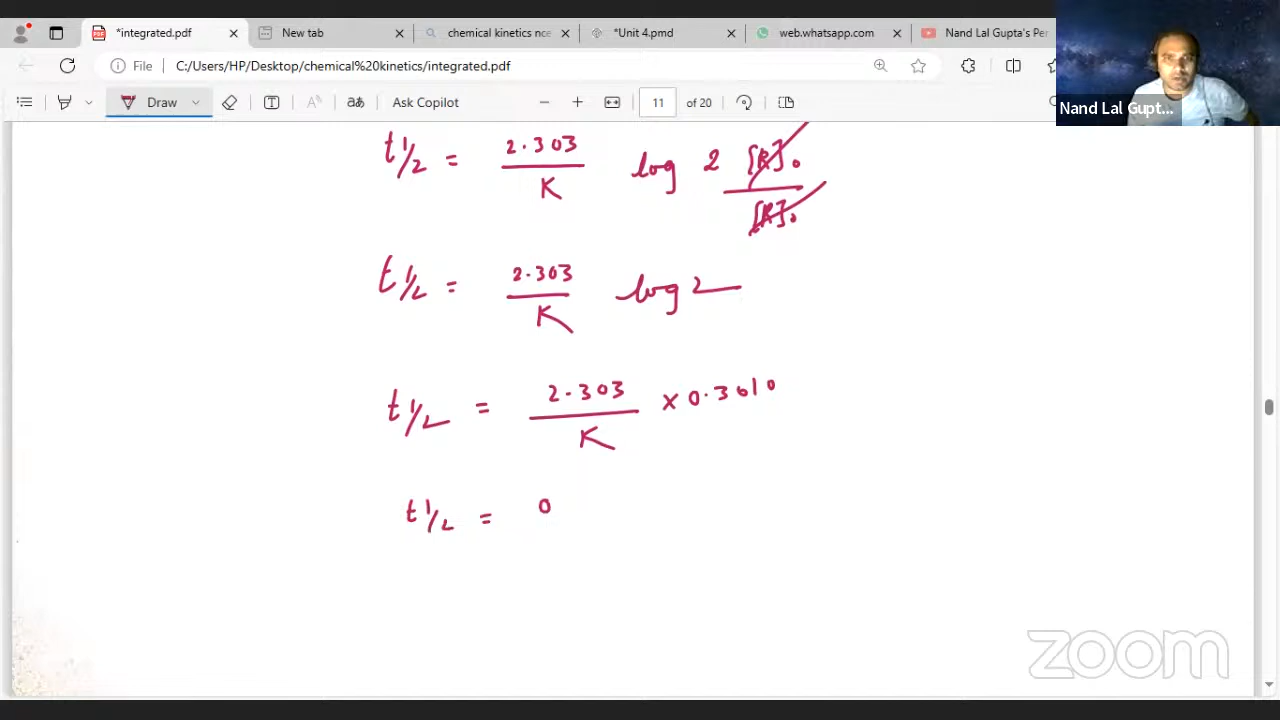 *integrated.pdf
New tab
chemical kinetics nce
*Unit 4.pmd
web.whatsapp.com
Nand Lal Gupta's Per
File C:/Users/HP/Desktop/chemical%20kinetics/integrated.pdf
Draw aあ Ask Copilot 11 of 20
Nand Lal Gupt...
t1/2 = 2.303/K log 2 [R]₀/[R]₀
t1/2 = 2.303/K log 2
t1/2 = 2.303/K × 0.3010
t1/2 = 0
zoom